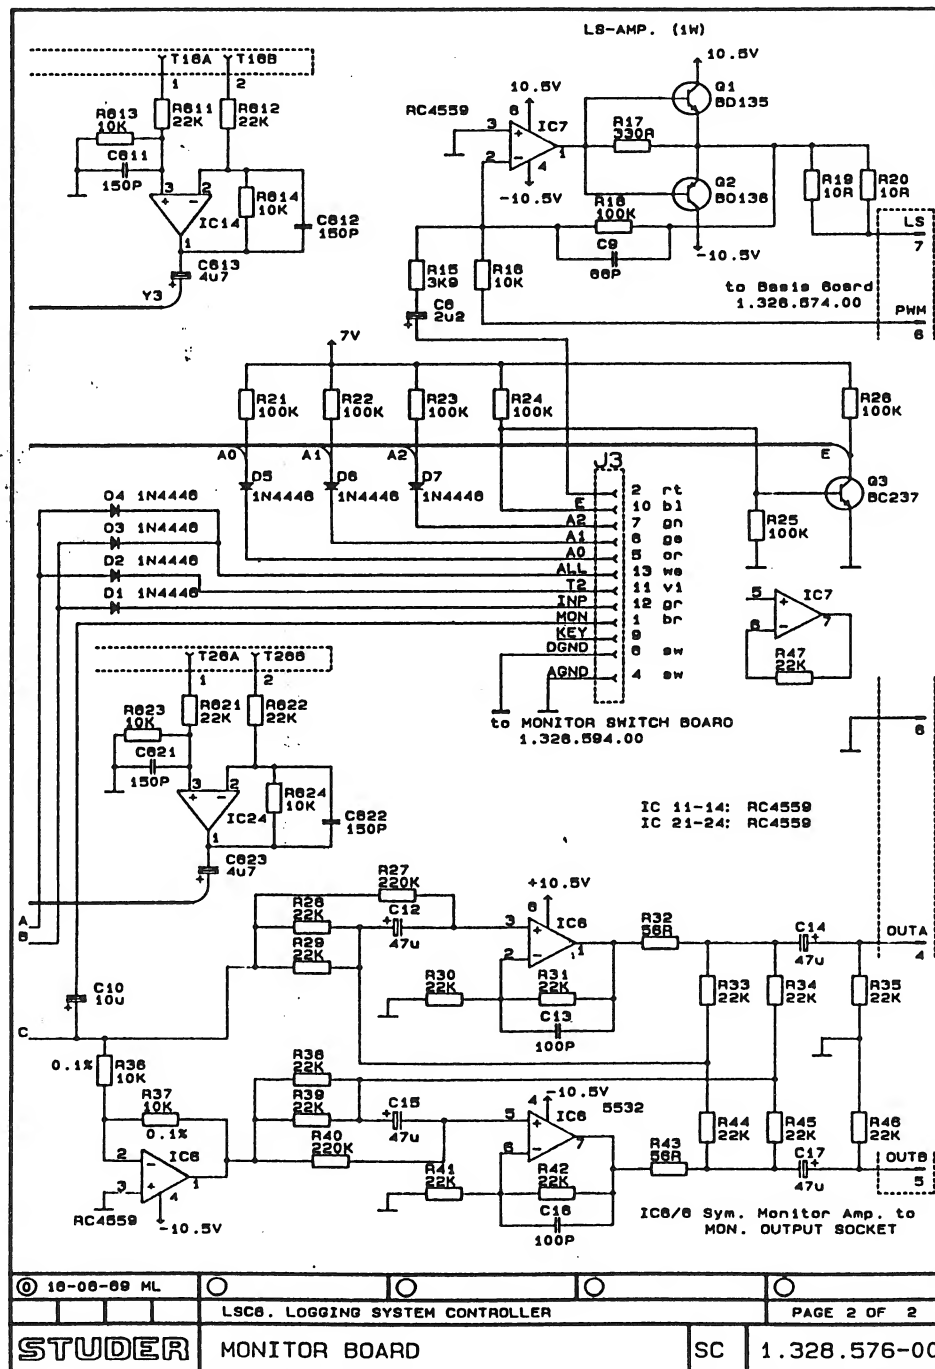 LS-AMP. (1W)
T16A T16B
1 2
R611 22K
R612 22K
R613 10K
C611 150P
3 2
IC14
1
R614 10K
C612 150P
C613 4u7
Y3
10.5V
Q1 BD135
10.5V
RC4559
8
3
IC7
2
1
4
-10.5V
R17 330R
Q2 BD136
-10.5V
R18 100K
C9 68P
R19 10R
R20 10R
LS 7
R15 3K9
R16 10K
C8 2u2
to Basis Board
1.328.574.00
PWM 6
7V
R21 100K
R22 100K
R23 100K
R24 100K
R26 100K
A0 A1 A2 E
D5 1N4448
D6 1N4448
D7 1N4448
J3
Q3 BC237
R25 100K
D4 1N4448
D3 1N4448
D2 1N4448
D1 1N4448
2 rt
E 10 bl
A2 7 gn
A1 6 ge
A0 5 or
ALL 13 ws
T2 11 vi
INP 12 gr
MON 1 br
KEY 9
DGND 8 sw
AGND 4 sw
to MONITOR SWITCH BOARD
1.328.594.00
5
IC7
6
7
R47 22K
T26A T26B
1 2
R621 22K
R622 22K
R623 10K
C621 150P
3 2
IC24
1
R624 10K
C622 150P
C623 4u7
IC 11-14: RC4559
IC 21-24: RC4559
A
B
C
C10 10u
R27 220K
R28 22K
R29 22K
C12 47u
+10.5V
8
3
IC6
2
1
R30 22K
R31 22K
C13 100P
R32 56R
R33 22K
R34 22K
R35 22K
C14 47u
OUTA 4
0.1% R36 10K
R37 10K
0.1%
2
IC8
3
1
4
RC4559
-10.5V
R38 22K
R39 22K
R40 220K
C15 47u
-10.5V
4
5532
5
IC6
6
7
R41 22K
R42 22K
C16 100P
R43 56R
R44 22K
R45 22K
R46 22K
C17 47u
OUTB 5
IC6/8 Sym. Monitor Amp. to
MON. OUTPUT SOCKET
0 16-06-89 ML
LSC8. LOGGING SYSTEM CONTROLLER
PAGE 2 OF 2
STUDER
MONITOR BOARD
SC
1.328.576-00